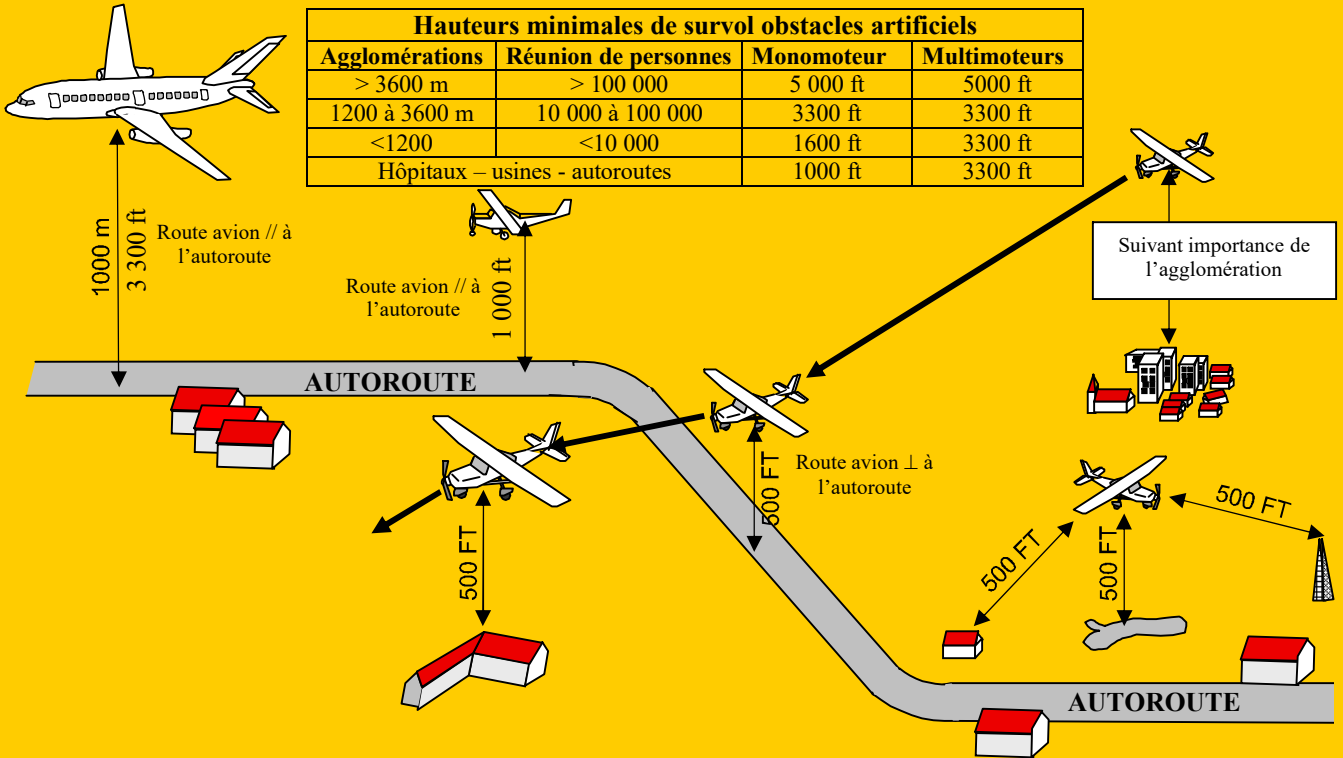 Hauteurs minimales de survol obstacles artificiels
Agglomérations Réunion de personnes Monomoteur Multimoteurs
> 3600 m > 100 000 5 000 ft 5000 ft
1200 à 3600 m 10 000 à 100 000 3300 ft 3300 ft
<1200 <10 000 1600 ft 3300 ft
Hôpitaux – usines - autoroutes 1000 ft 3300 ft
1000 m
3 300 ft
Route avion // à
l’autoroute
Route avion // à
l’autoroute
1 000 ft
Suivant importance de
l’agglomération
AUTOROUTE
500 FT
Route avion ⊥ à
l’autoroute
500 FT
500 FT
500 FT
500 FT
AUTOROUTE